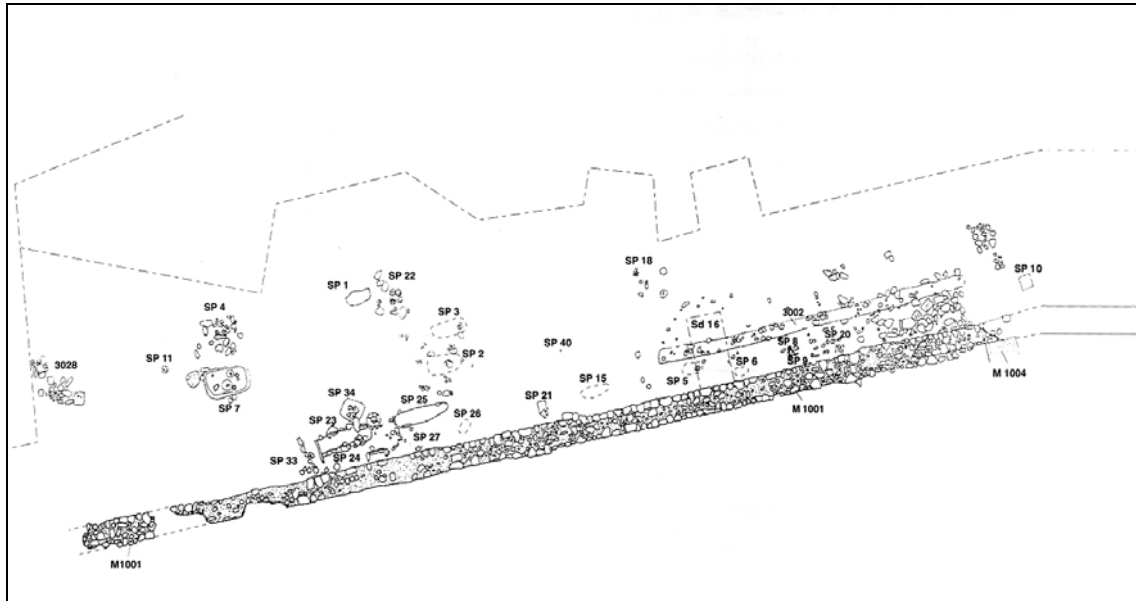 SP 18
SP 22
SP 10
SP 1
SP 4
SP 3
3002
Sd 16
SP 20
SP 8
SP 40
SP 2
SP 6
SP 9
3028
SP 11
SP 5
M 1004
SP 15
M 1001
SP 34
SP 25
SP 21
SP 7
SP 23
SP 26
SP 27
SP 33
SP 24
M1001